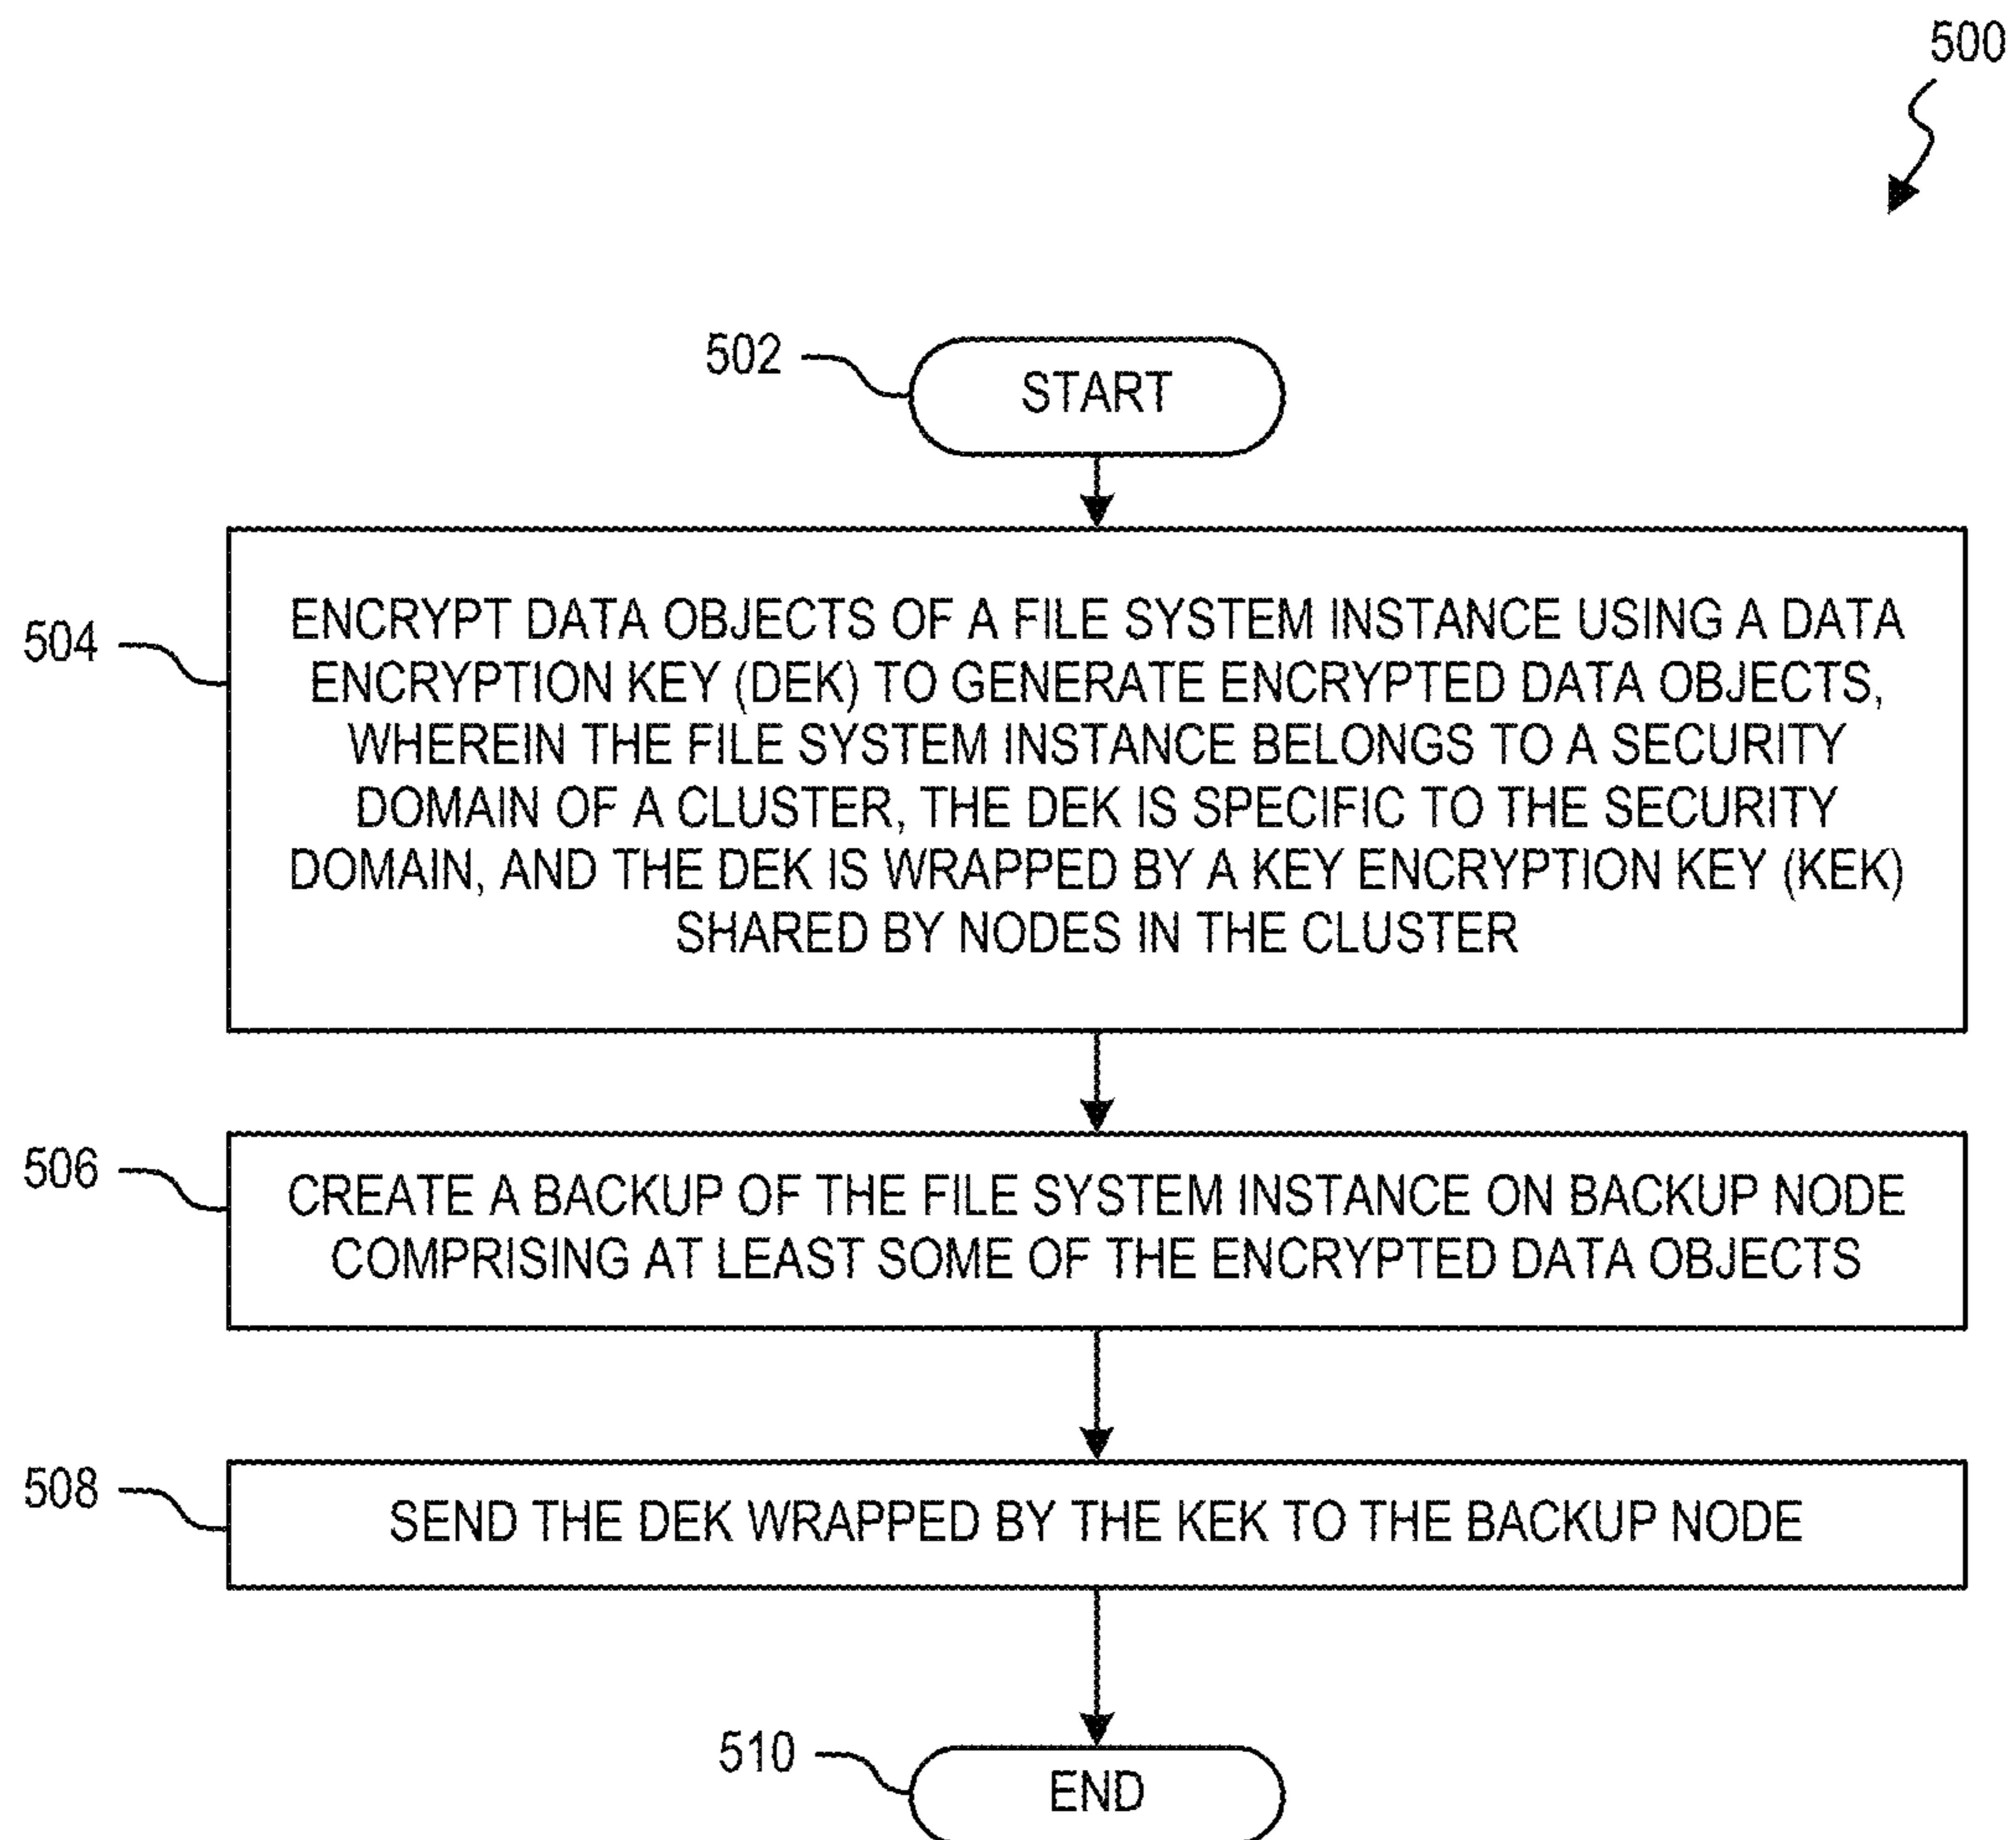 500
502
START
504
ENCRYPT DATA OBJECTS OF A FILE SYSTEM INSTANCE USING A DATA
ENCRYPTION KEY (DEK) TO GENERATE ENCRYPTED DATA OBJECTS,
WHEREIN THE FILE SYSTEM INSTANCE BELONGS TO A SECURITY
DOMAIN OF A CLUSTER, THE DEK IS SPECIFIC TO THE SECURITY
DOMAIN, AND THE DEK IS WRAPPED BY A KEY ENCRYPTION KEY (KEK)
SHARED BY NODES IN THE CLUSTER
506
CREATE A BACKUP OF THE FILE SYSTEM INSTANCE ON BACKUP NODE
COMPRISING AT LEAST SOME OF THE ENCRYPTED DATA OBJECTS
508
SEND THE DEK WRAPPED BY THE KEK TO THE BACKUP NODE
510
END